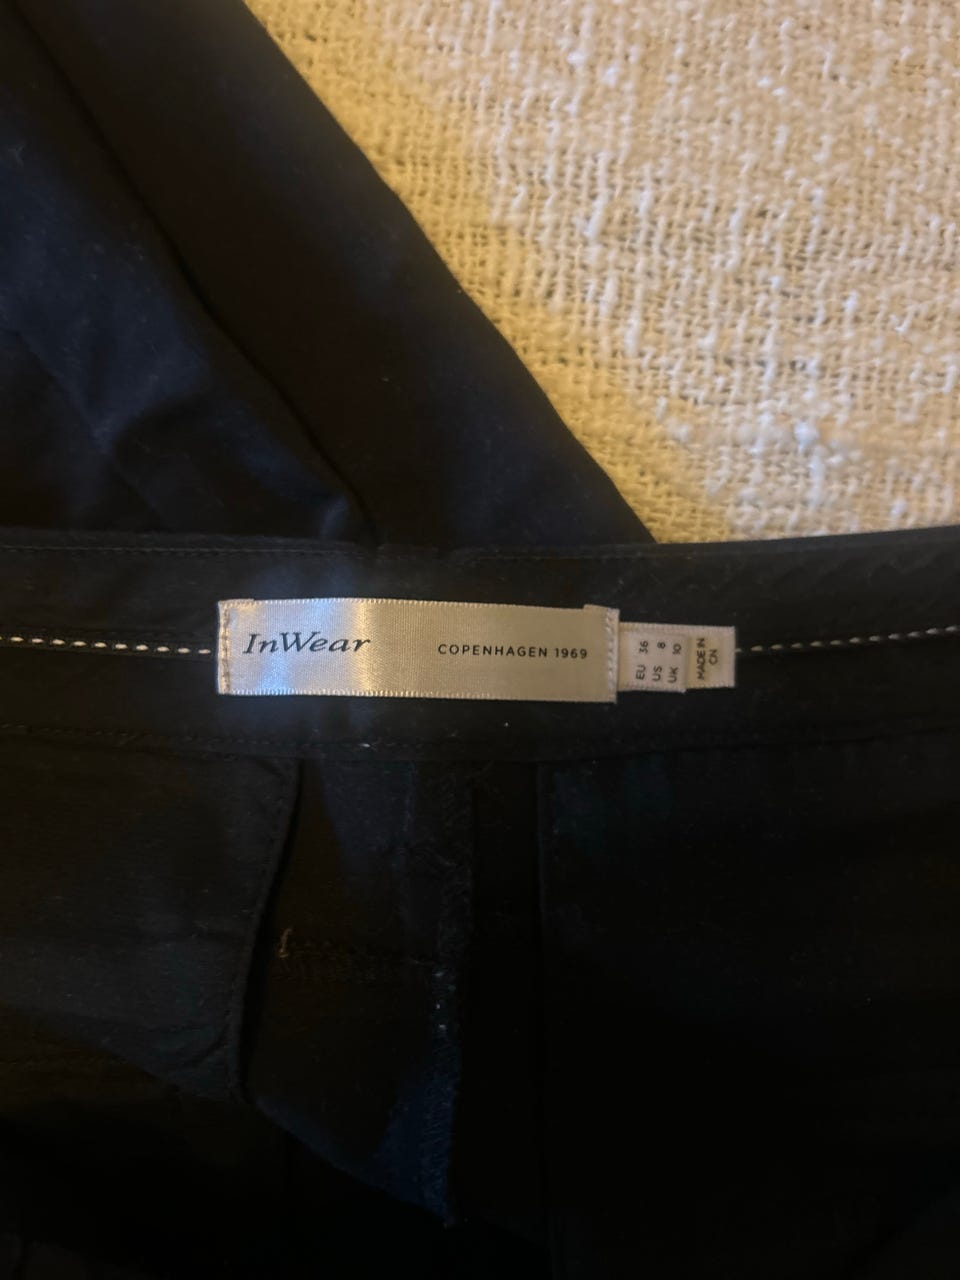 InWear
COPENHAGEN 1969
EU 36
US 8
UK 10
MADE IN
CN